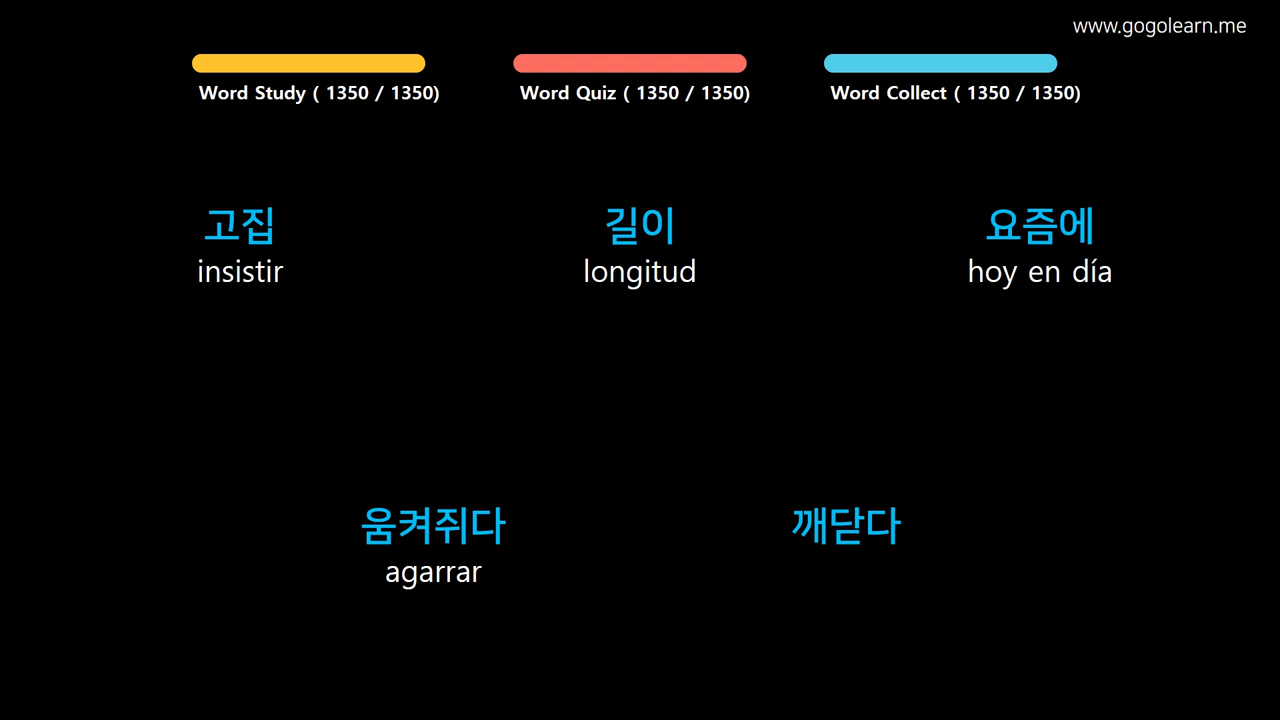 www.gogolearn.me
Word Study ( 1350 / 1350)
Word Quiz ( 1350 / 1350)
Word Collect ( 1350 / 1350)
고집
insistir
길이
longitud
요즘에
hoy en día
움켜쥐다
agarrar
깨닫다